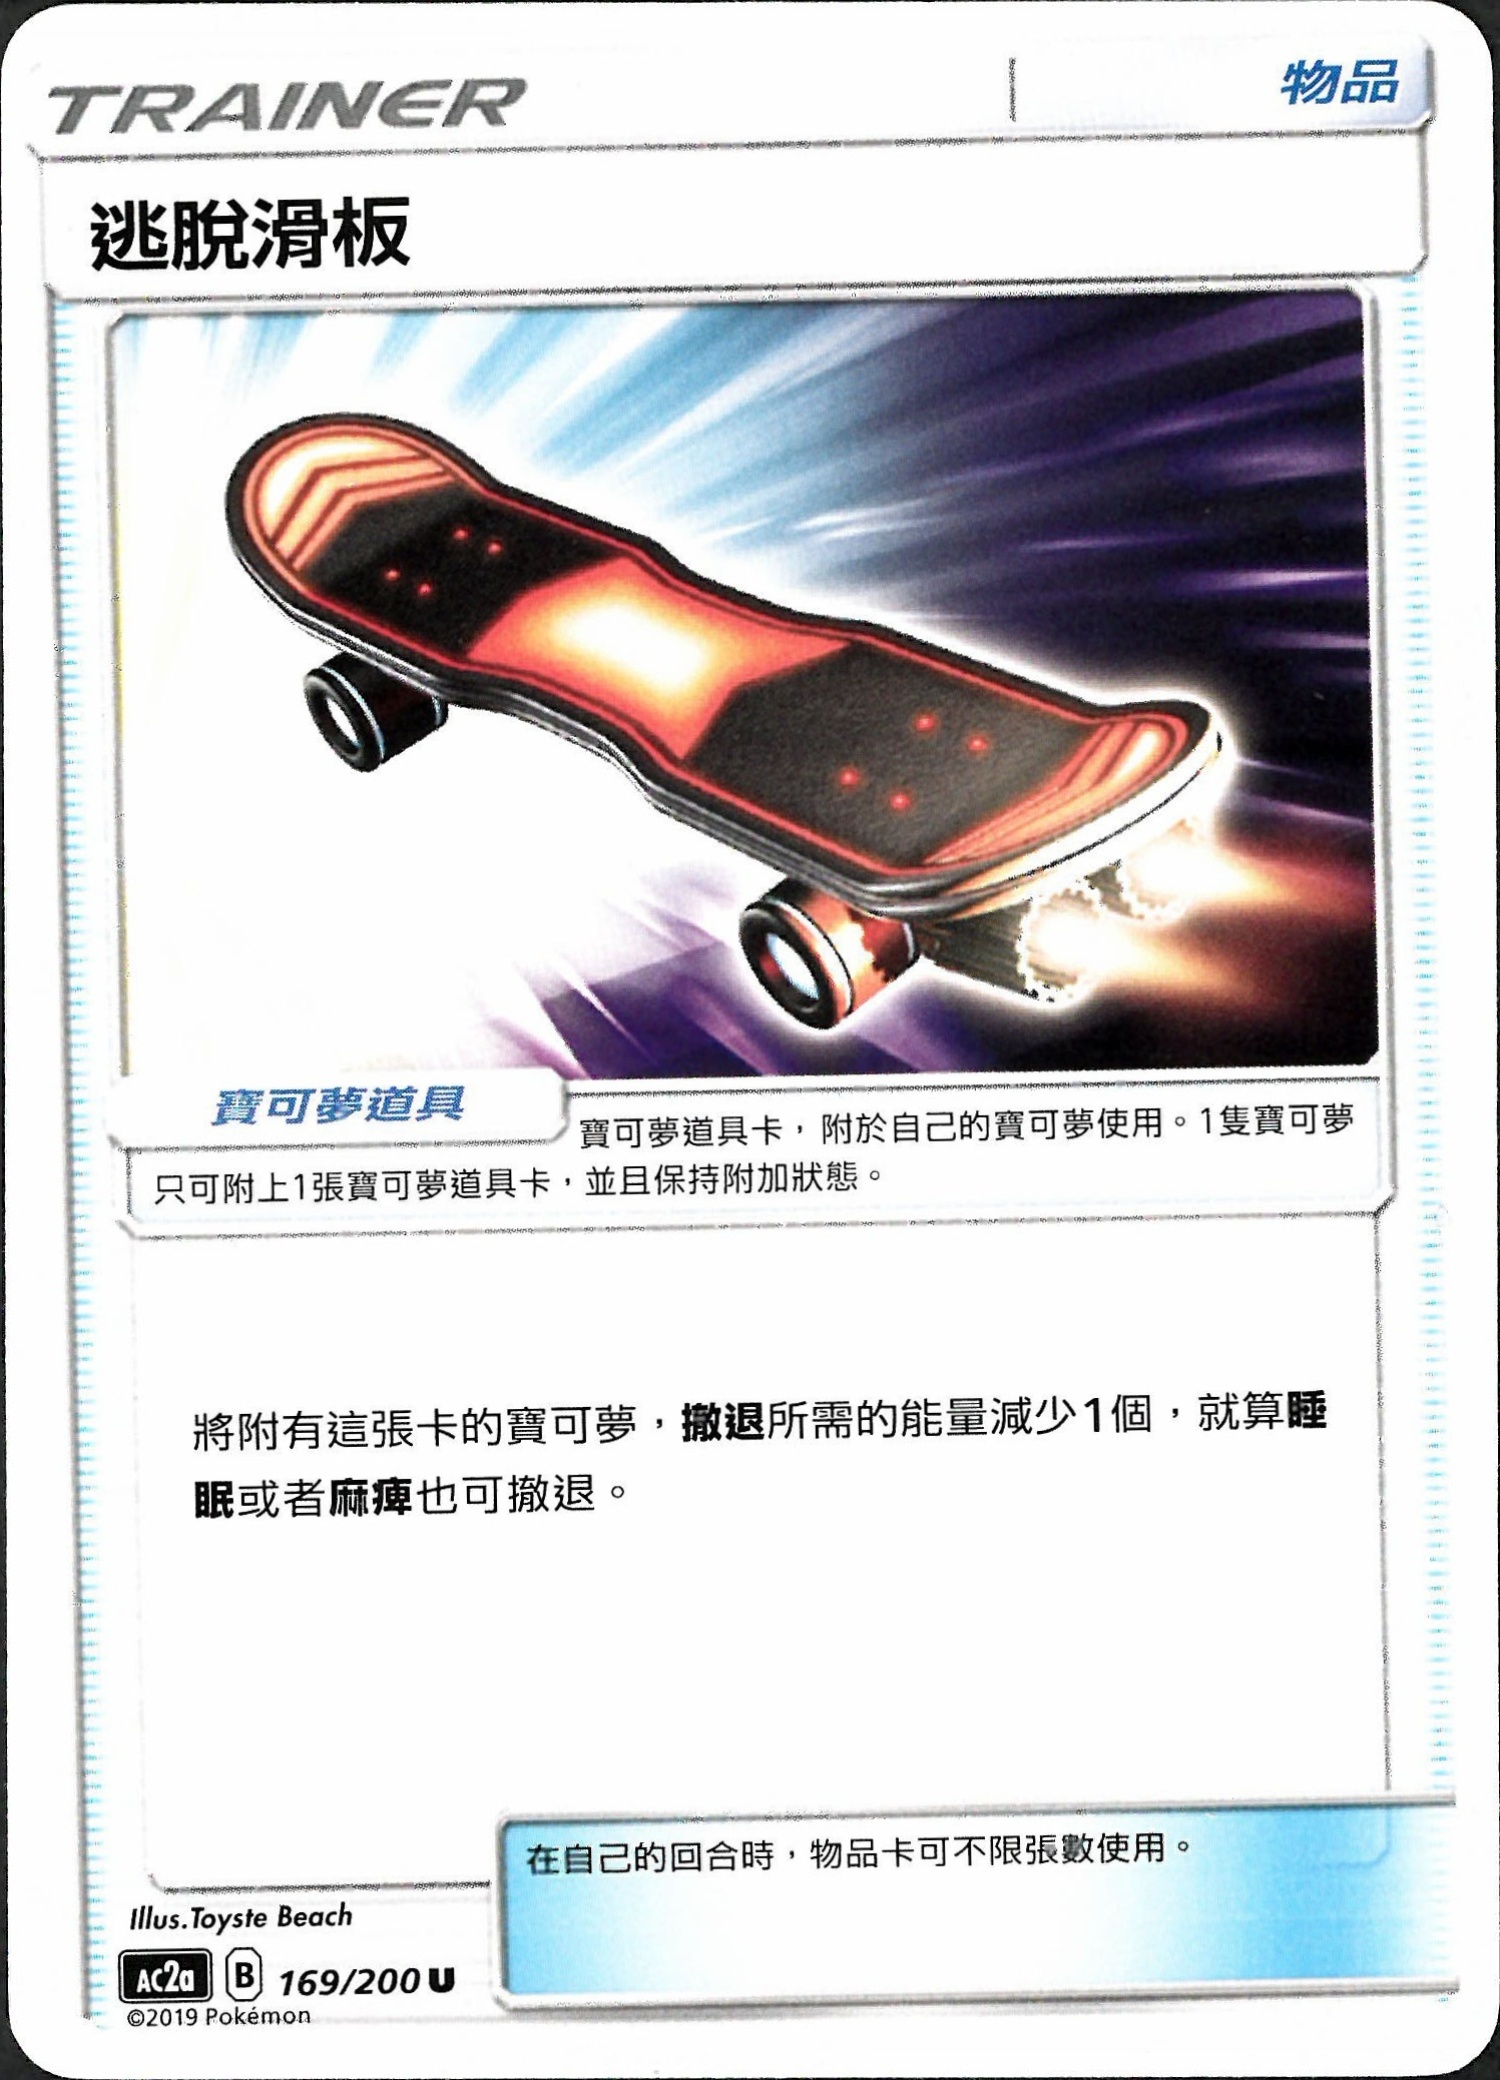 TRAINER
物品
逃脫滑板
寶可夢道具
寶可夢道具卡，附於自己的寶可夢使用。1隻寶可夢
只可附上1張寶可夢道具卡，並且保持附加狀態。
將附有這張卡的寶可夢，撤退所需的能量減少1個，就算睡
眠或者麻痺也可撤退。
在自己的回合時，物品卡可不限張數使用。
Illus.Toyste Beach
AC2a B 169/200 U
©2019 Pokémon